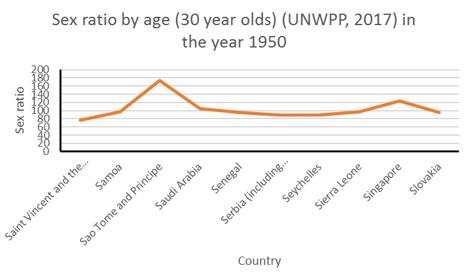 Sex ratio by age (30 year olds) (UNWPP, 2017) in
the year 1950
Sex ratio
200
180
160
140
120
100
80
60
40
20
0
Saint Vincent and the...
Samoa
Sao Tome and Principe
Saudi Arabia
Senegal
Serbia (including...
Seychelles
Sierra Leone
Singapore
Slovakia
Country